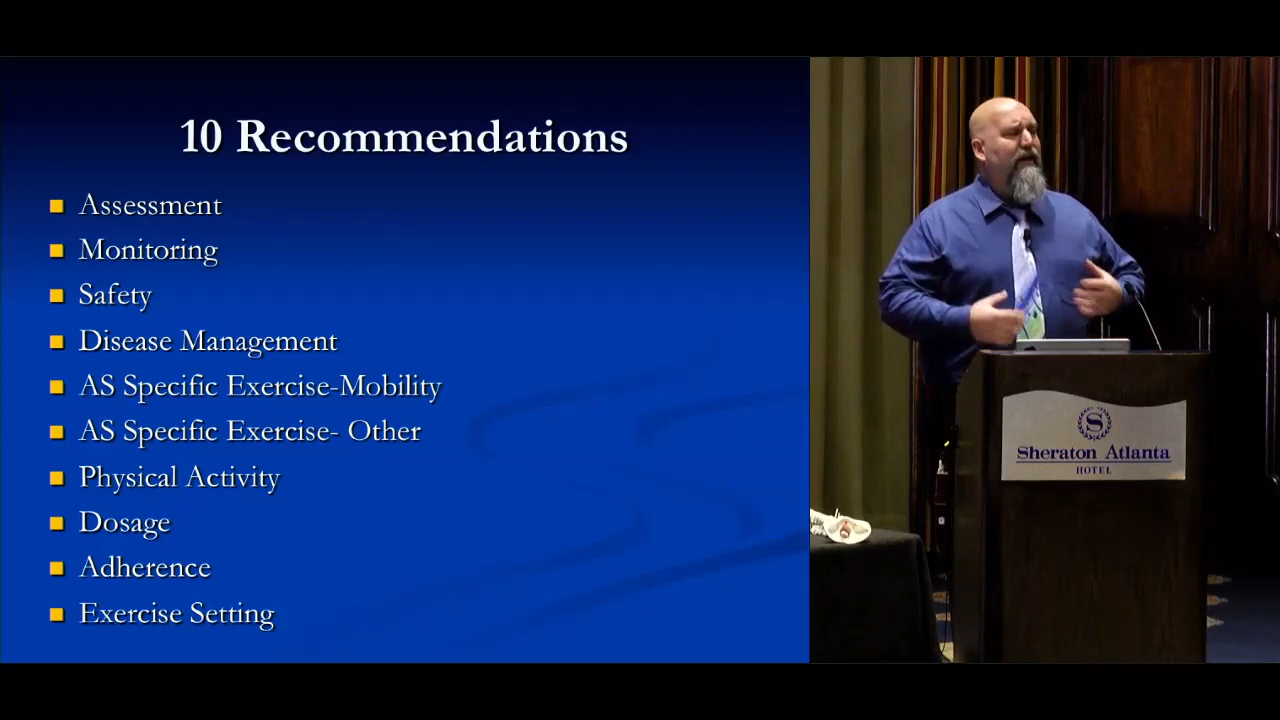 10 Recommendations
Assessment
Monitoring
Safety
Disease Management
AS Specific Exercise-Mobility
AS Specific Exercise- Other
Physical Activity
Dosage
Adherence
Exercise Setting
S
Sheraton Atlanta
HOTEL